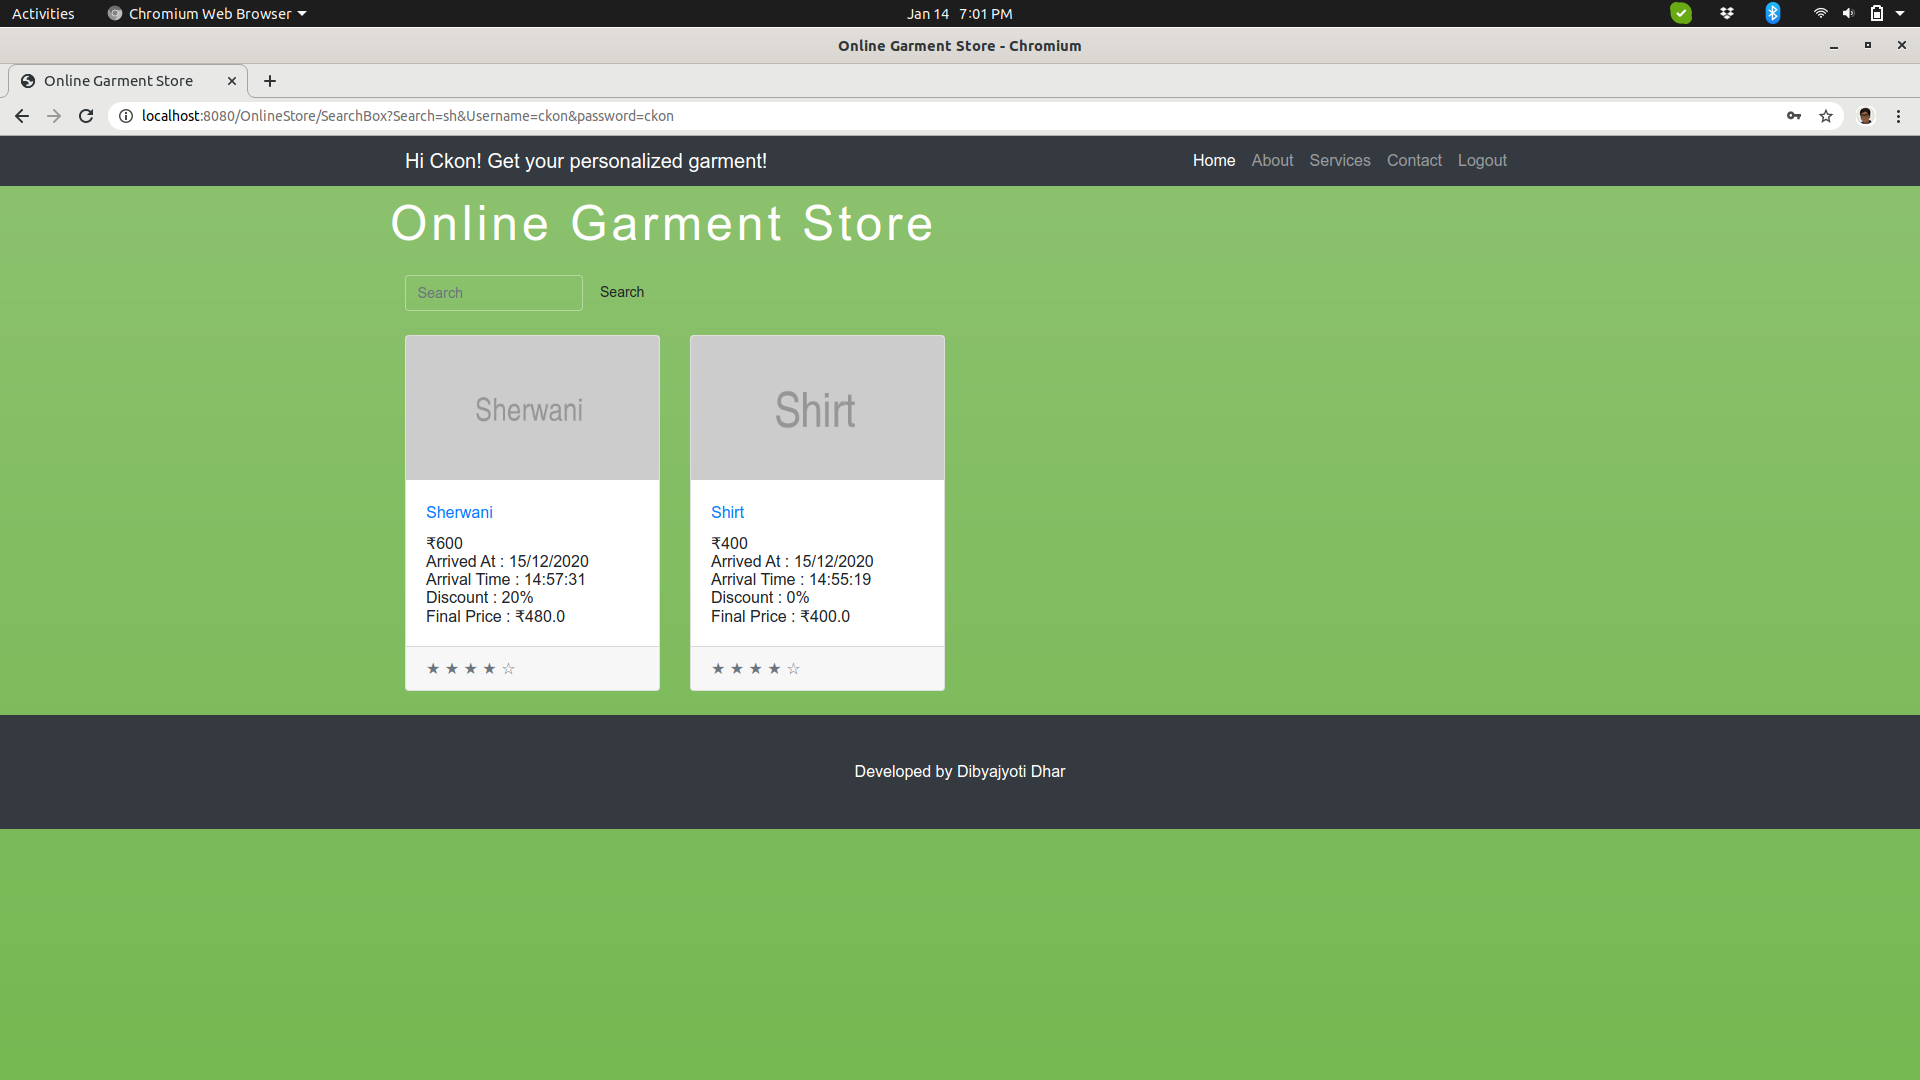 Activities Chromium Web Browser Jan 14 7:01 PM
Online Garment Store - Chromium
Online Garment Store
localhost:8080/OnlineStore/SearchBox?Search=sh&Username=ckon&password=ckon
Hi Ckon! Get your personalized garment! Home About Services Contact Logout
Online Garment Store
Search Search
Sherwani
Sherwani
₹600
Arrived At : 15/12/2020
Arrival Time : 14:57:31
Discount : 20%
Final Price : ₹480.0
★ ★ ★ ★ ☆
Shirt
Shirt
₹400
Arrived At : 15/12/2020
Arrival Time : 14:55:19
Discount : 0%
Final Price : ₹400.0
★ ★ ★ ★ ☆
Developed by Dibyajyoti Dhar